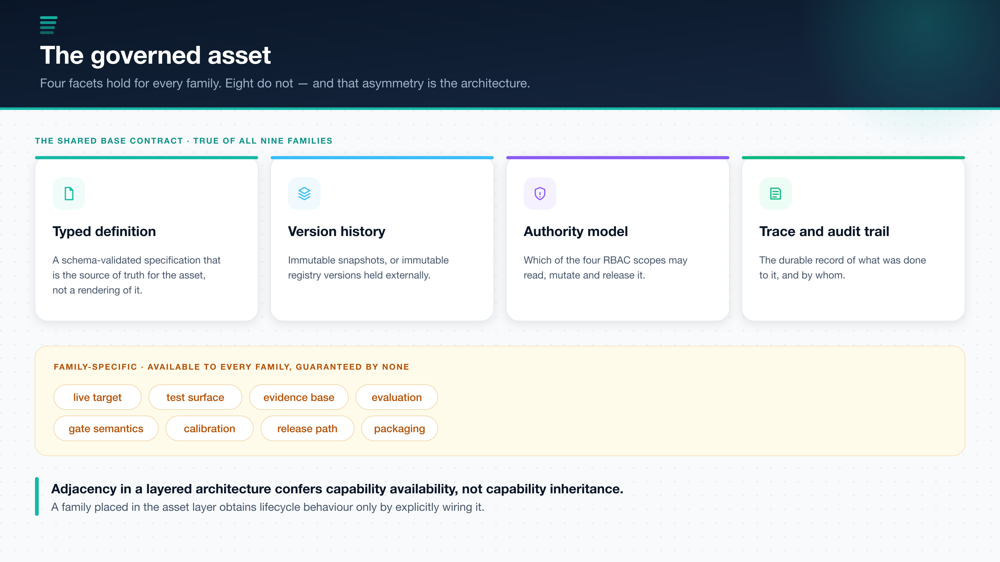 The governed asset
Four facets hold for every family. Eight do not — and that asymmetry is the architecture.
THE SHARED BASE CONTRACT · TRUE OF ALL NINE FAMILIES
Typed definition
A schema-validated specification that
is the source of truth for the asset,
not a rendering of it.
Version history
Immutable snapshots, or immutable
registry versions held externally.
Authority model
Which of the four RBAC scopes may
read, mutate and release it.
Trace and audit trail
The durable record of what was done
to it, and by whom.
FAMILY-SPECIFIC · AVAILABLE TO EVERY FAMILY, GUARANTEED BY NONE
live target
test surface
evidence base
evaluation
gate semantics
calibration
release path
packaging
Adjacency in a layered architecture confers capability availability, not capability inheritance.
A family placed in the asset layer obtains lifecycle behaviour only by explicitly wiring it.